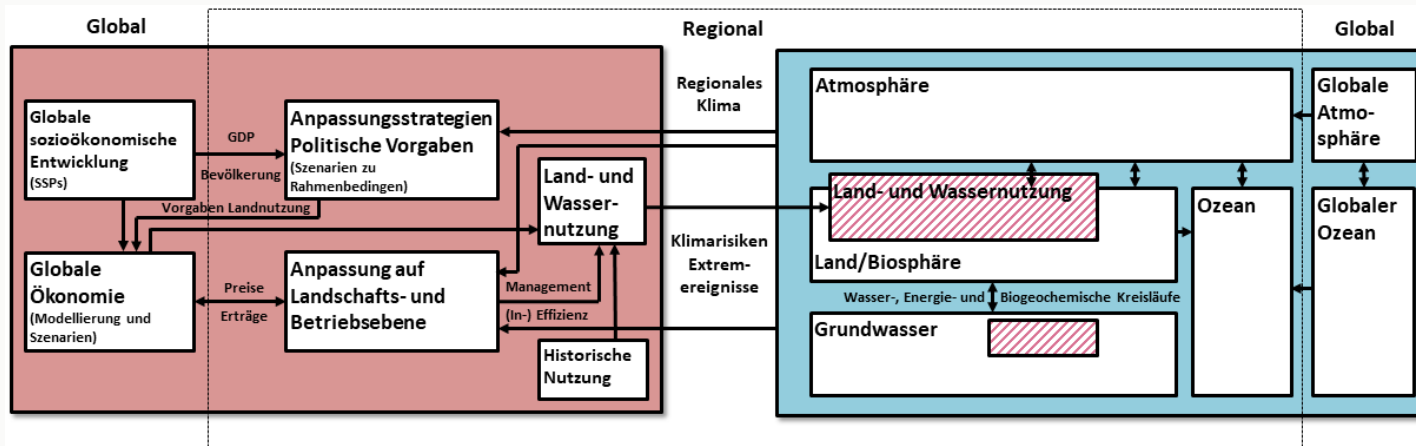 Global
Regional
Global
Globale
sozioökonomische
Entwicklung
(SSPs)
GDP
Bevölkerung
Anpassungsstrategien
Politische Vorgaben
(Szenarien zu
Rahmenbedingen)
Vorgaben Landnutzung
Land- und
Wasser-
nutzung
Globale
Ökonomie
(Modellierung und
Szenarien)
Preise
Erträge
Anpassung auf
Landschafts- und
Betriebsebene
Management
(In-) Effizienz
Historische
Nutzung
Regionales
Klima
Klimarisiken
Extrem-
ereignisse
Atmosphäre
Land- und Wassernutzung
Land/Biosphäre
Wasser-, Energie- und Biogeochemische Kreisläufe
Grundwasser
Ozean
Globale
Atmo-
sphäre
Globaler
Ozean